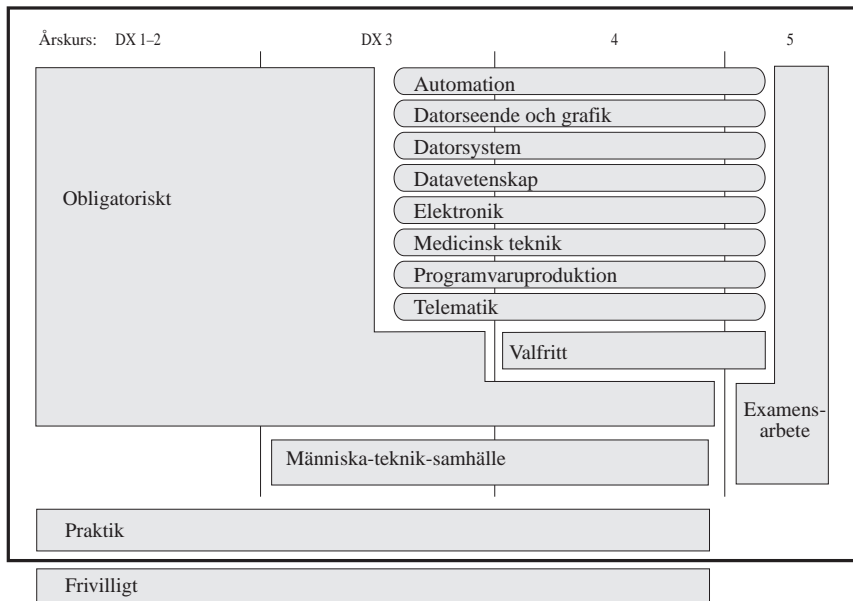 Årskurs: DX 1–2 DX 3 4 5
Automation
Datorseende och grafik
Datorsystem
Datavetenskap
Obligatoriskt
Elektronik
Medicinsk teknik
Programvaruproduktion
Telematik
Valfritt
Examens-
arbete
Människa-teknik-samhälle
Praktik
Frivilligt